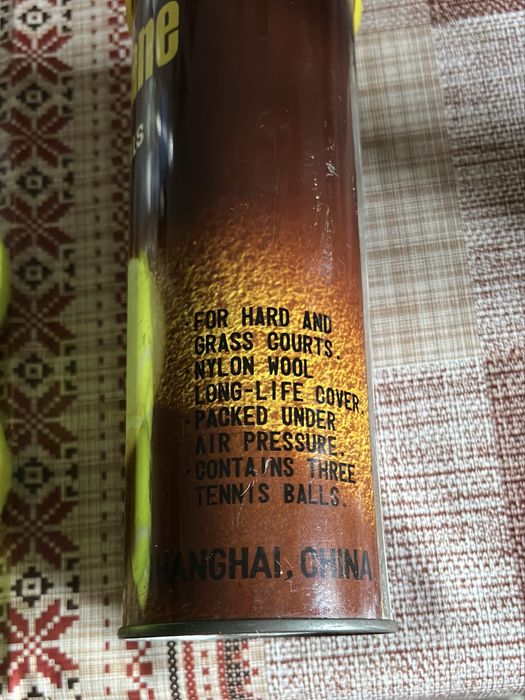 FOR HARD AND
GRASS COURTS.
NYLON WOOL
LONG-LIFE COVER.
·PACKED UNDER
AIR PRESSURE.
·CONTAINS THREE
TENNIS BALLS.
SHANGHAI, CHINA